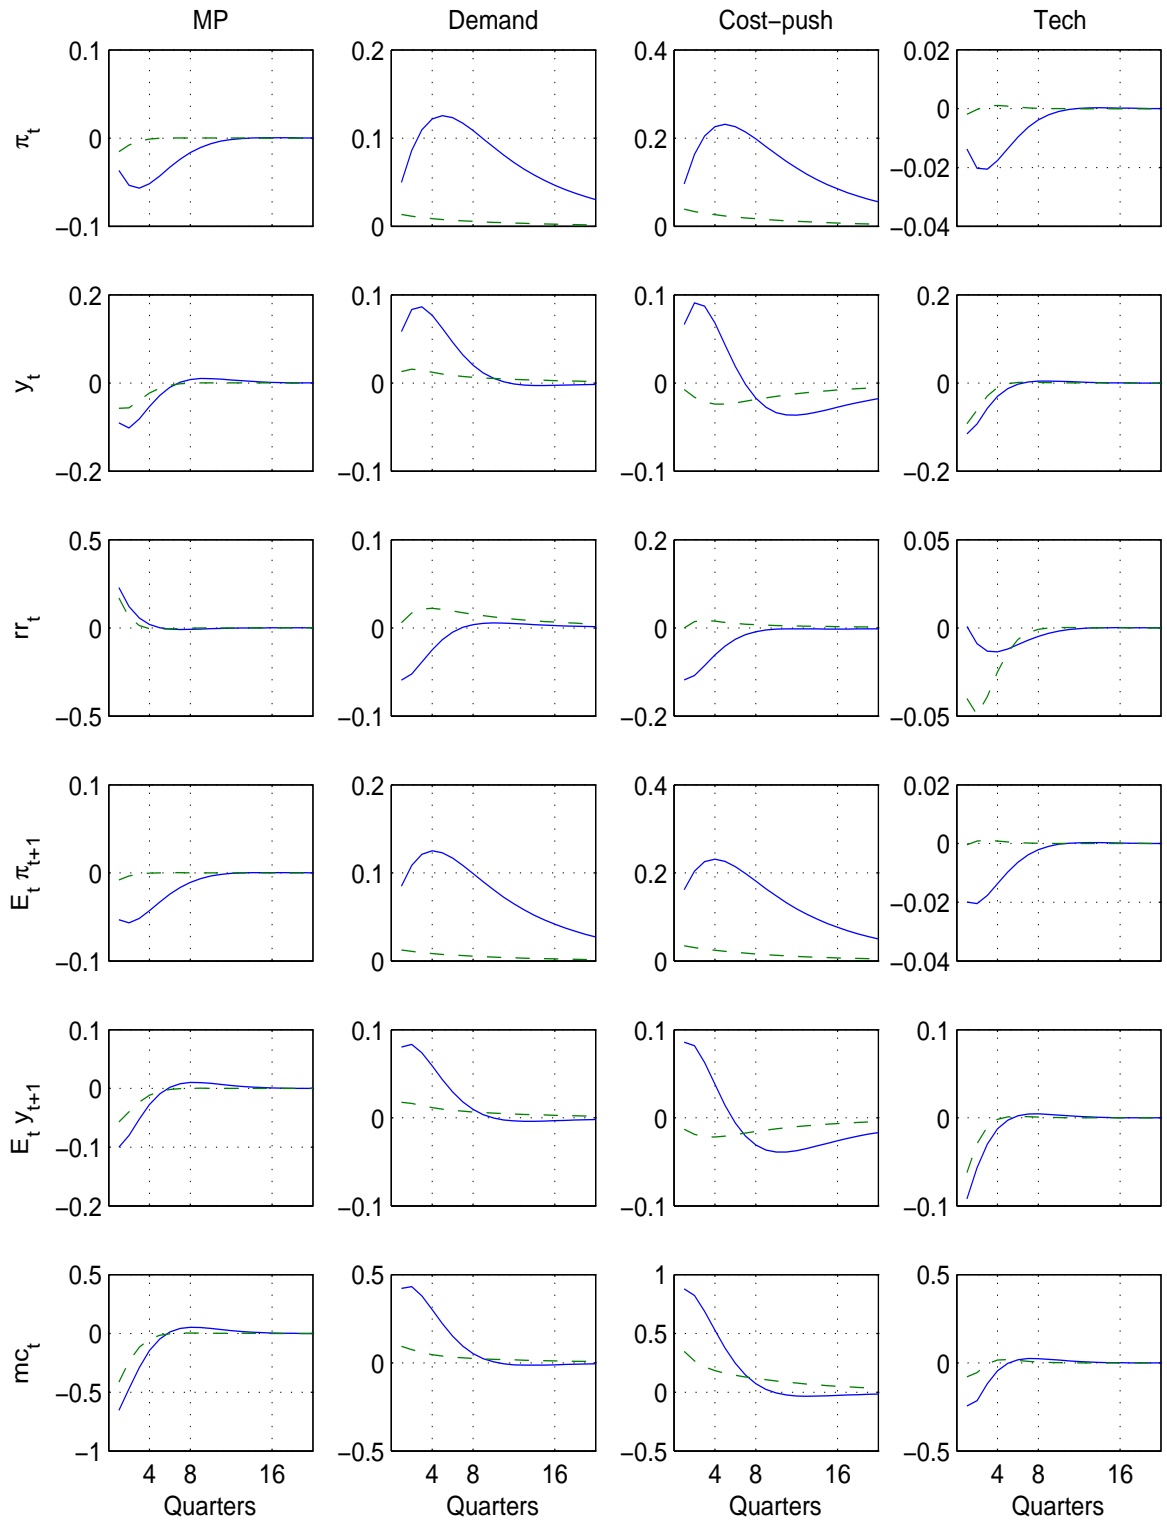 MP Demand Cost−push Tech
0.1 0.2 0.4 0.02
π_t 0 0.1 0.2 0
−0.02
−0.1 0 0 −0.04
0.2 0.1 0.1 0.2
y_t 0 0 0 0
−0.2 −0.1 −0.1 −0.2
0.5 0.1 0.2 0.05
rr_t 0 0 0 0
−0.5 −0.1 −0.2 −0.05
0.1 0.2 0.4 0.02
E_t π_{t+1} 0 0.1 0.2 0
−0.02
−0.1 0 0 −0.04
0.1 0.1 0.1 0.1
E_t y_{t+1} 0 0 0 0
−0.1
−0.2 −0.1 −0.1 −0.1
0.5 0.5 1 0.5
mc_t 0 0 0.5 0
−0.5 0
−1 −0.5 −0.5 −0.5
4 8 16 4 8 16 4 8 16 4 8 16
Quarters Quarters Quarters Quarters